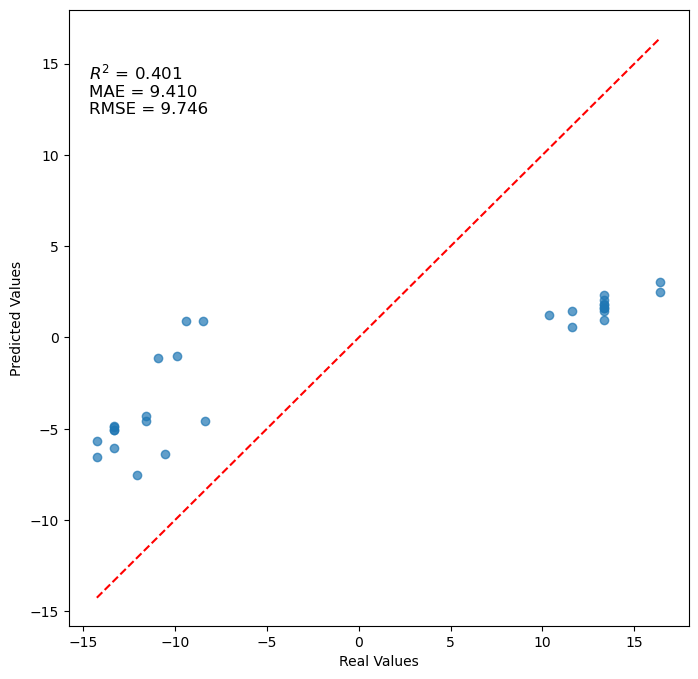 R² = 0.401
MAE = 9.410
RMSE = 9.746
15
10
5
0
−5
−10
−15
Predicted Values
−15 −10 −5 0 5 10 15
Real Values